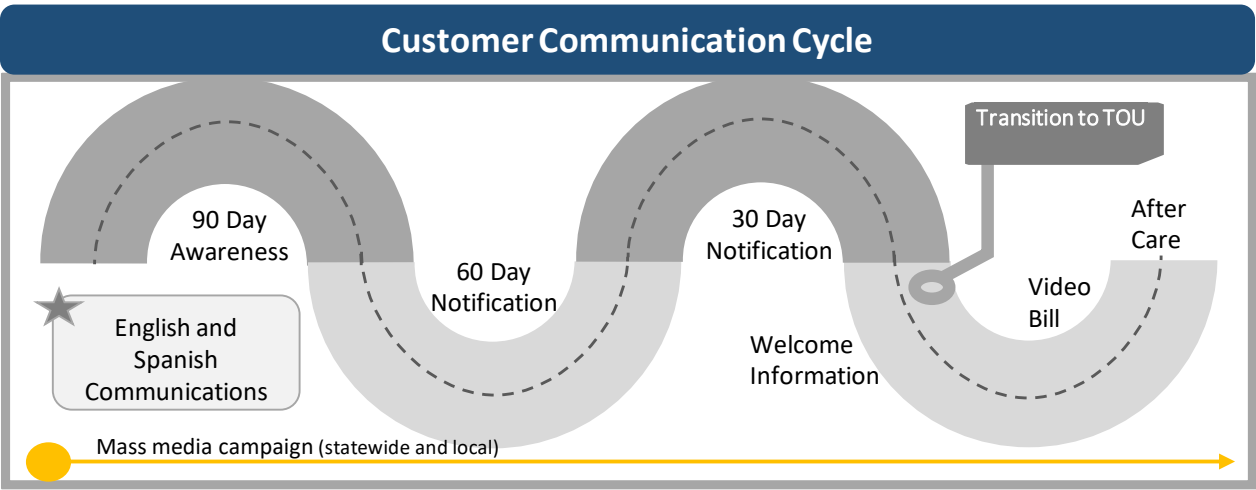 Customer Communication Cycle
Transition to TOU
90 Day
Awareness
30 Day
Notification
After
Care
60 Day
Notification
Video
Bill
English and
Spanish
Communications
Welcome
Information
Mass media campaign (statewide and local)